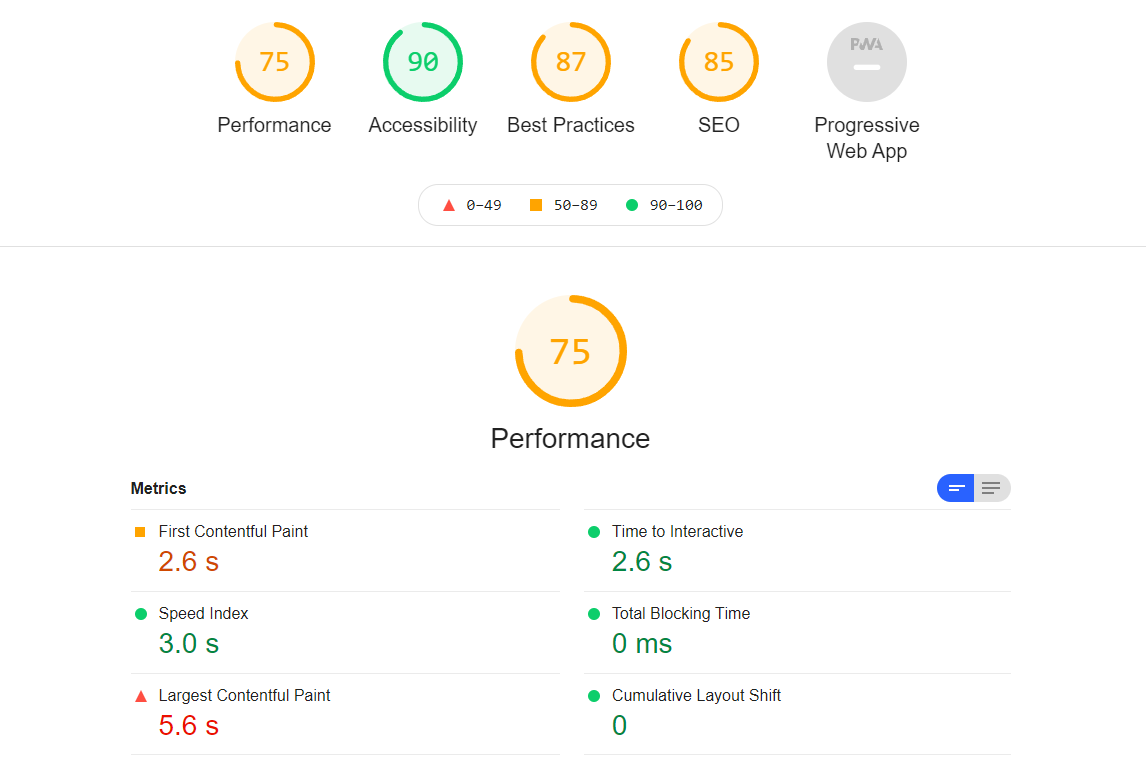 75
90
87
85
PWA
Performance
Accessibility
Best Practices
SEO
Progressive
Web App
0–49
50–89
90–100
75
Performance
Metrics
First Contentful Paint
2.6 s
Time to Interactive
2.6 s
Speed Index
3.0 s
Total Blocking Time
0 ms
Largest Contentful Paint
5.6 s
Cumulative Layout Shift
0